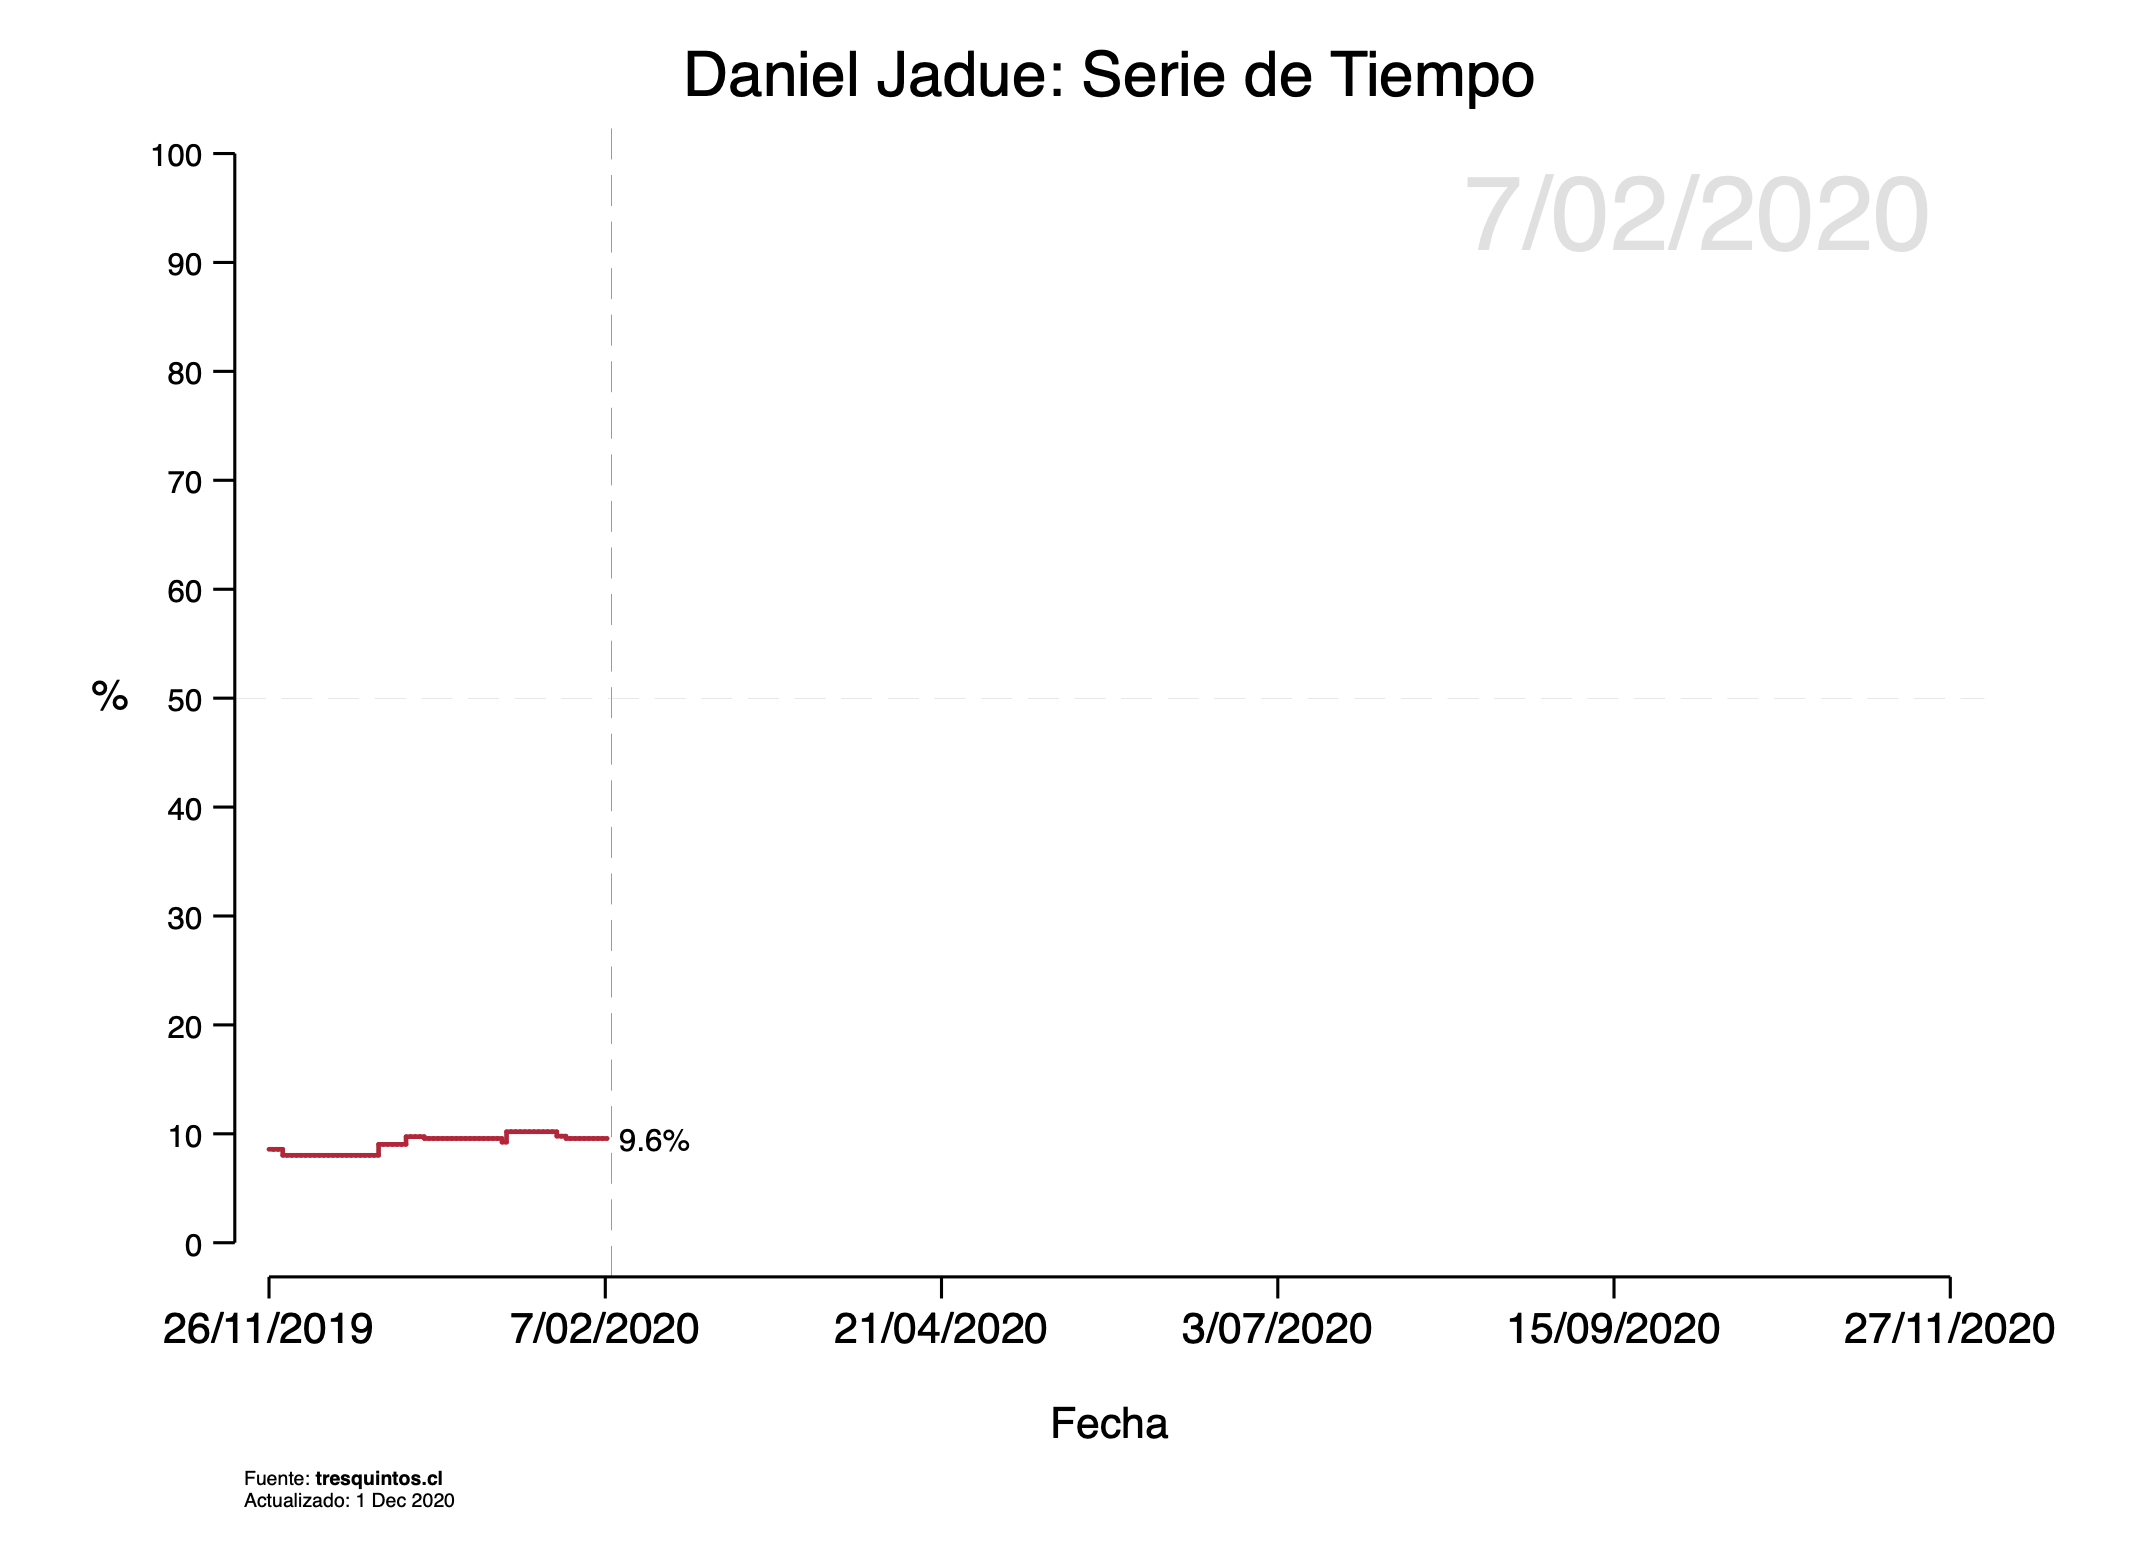 Daniel Jadue: Serie de Tiempo
7/02/2020
100
90
80
70
60
50
40
30
20
10
0
%
9.6%
26/11/2019 7/02/2020 21/04/2020 3/07/2020 15/09/2020 27/11/2020
Fecha
Fuente: tresquintos.cl
Actualizado: 1 Dec 2020